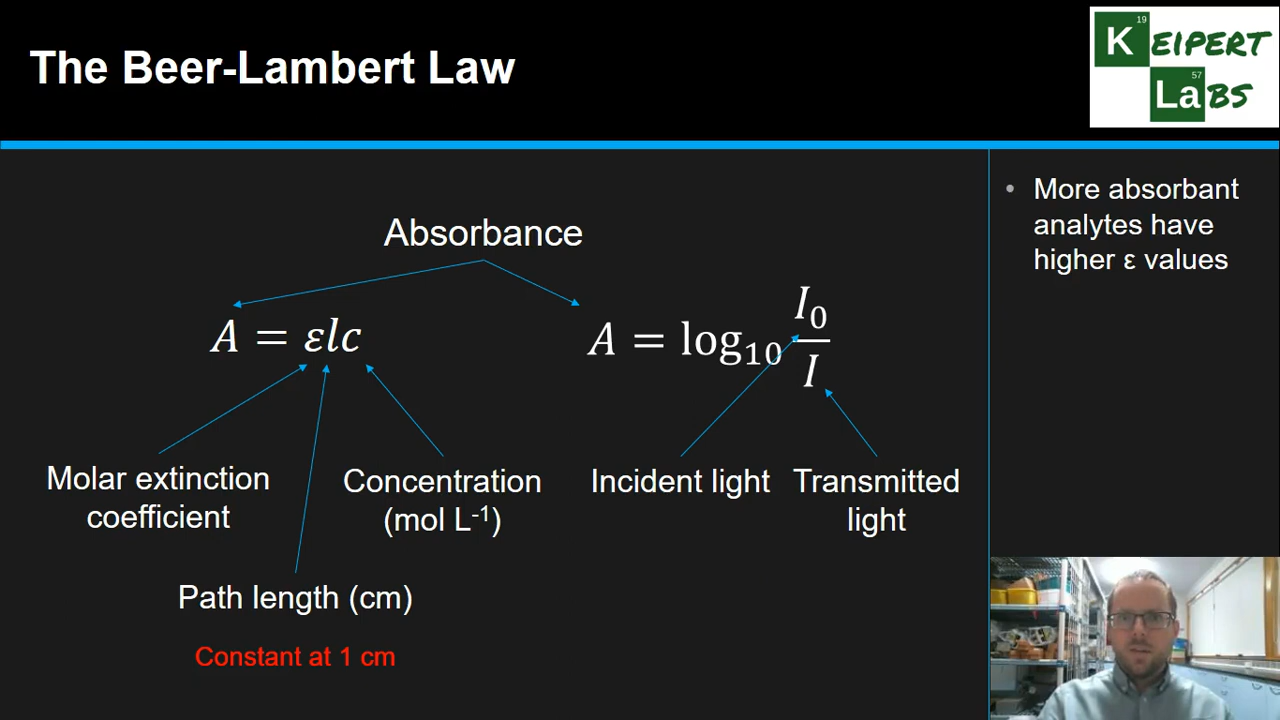 The Beer-Lambert Law
19
K EIPERT
57
La BS
Absorbance
A = εlc
A = log₁₀ I₀/I
Molar extinction
coefficient
Concentration
(mol L⁻¹)
Incident light
Transmitted
light
Path length (cm)
Constant at 1 cm
• More absorbant
analytes have
higher ε values